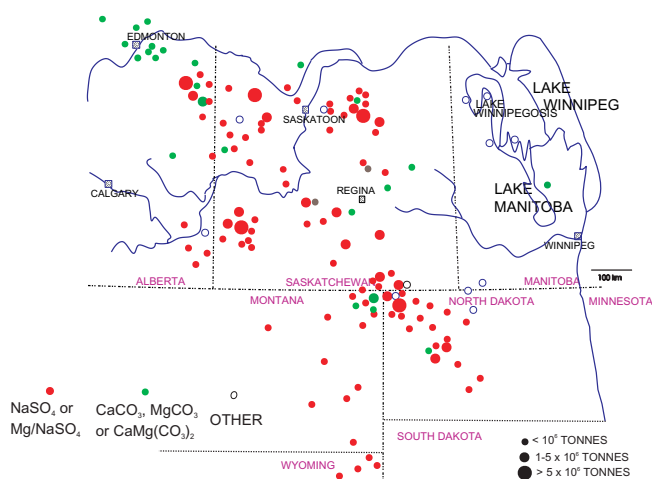 EDMONTON
LAKE
WINNIPEG
LAKE
WINNIPEGOSIS
SASKATOON
CALGARY
REGINA
LAKE
MANITOBA
WINNIPEG
100 km
ALBERTA
SASKATCHEWAN
MANITOBA
MONTANA
NORTH DAKOTA
MINNESOTA
NaSO₄ or
Mg/NaSO₄
CaCO₃, MgCO₃
or CaMg(CO₃)₂
OTHER
SOUTH DAKOTA
WYOMING
< 10⁶ TONNES
1-5 x 10⁶ TONNES
> 5 x 10⁶ TONNES